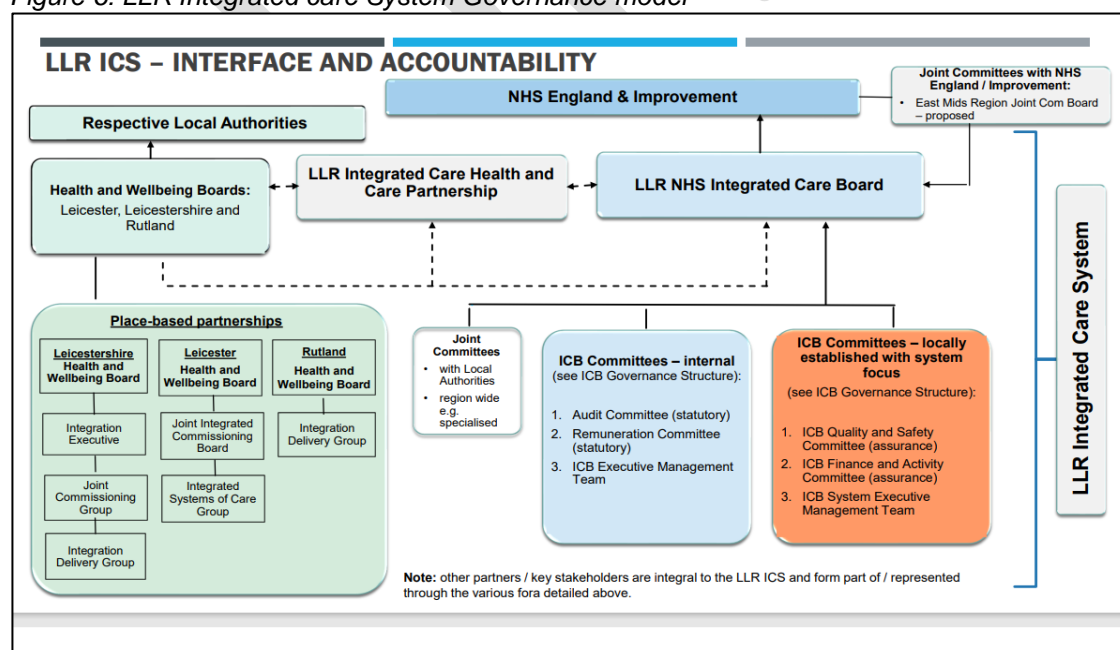 Figure 3: LLR Integrated care System Governance model
LLR ICS – INTERFACE AND ACCOUNTABILITY
NHS England & Improvement
Joint Committees with NHS
England / Improvement:
• East Mids Region Joint Com Board
– proposed
Respective Local Authorities
Health and Wellbeing Boards:
Leicester, Leicestershire and
Rutland
LLR Integrated Care Health and
Care Partnership
LLR NHS Integrated Care Board
LLR Integrated Care System
Place-based partnerships
Leicestershire
Health and
Wellbeing Board
Integration
Executive
Joint
Commissioning
Group
Integration
Delivery Group
Leicester
Health and
Wellbeing Board
Joint Integrated
Commissioning
Board
Integrated
Systems of Care
Group
Rutland
Health and
Wellbeing Board
Integration
Delivery Group
Joint
Committees
• with Local
Authorities
• region wide
e.g.
specialised
ICB Committees – internal
(see ICB Governance Structure):
1. Audit Committee (statutory)
2. Remuneration Committee
(statutory)
3. ICB Executive Management
Team
ICB Committees – locally
established with system
focus
(see ICB Governance Structure):
1. ICB Quality and Safety
Committee (assurance)
2. ICB Finance and Activity
Committee (assurance)
3. ICB System Executive
Management Team
Note: other partners / key stakeholders are integral to the LLR ICS and form part of / represented
through the various fora detailed above.